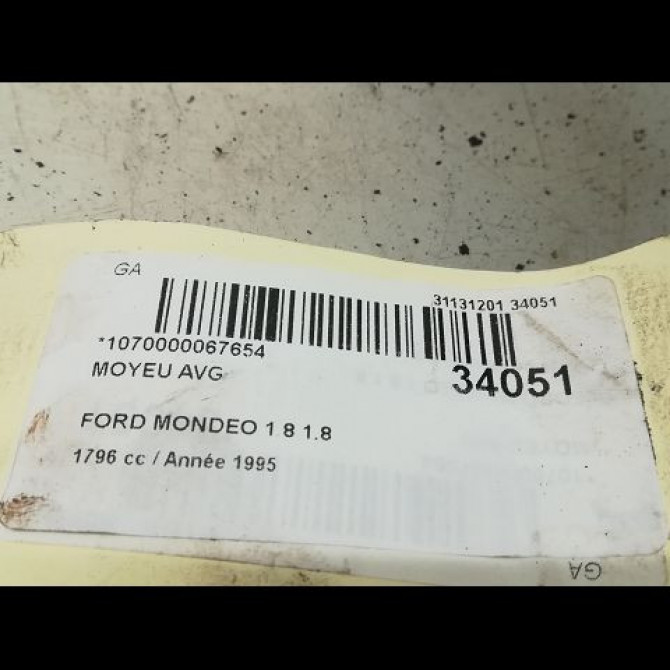 GA
31131201 34051
*1070000067654
MOYEU AVG
34051
FORD MONDEO 1 8 1.8
1796 cc / Année 1995
GA